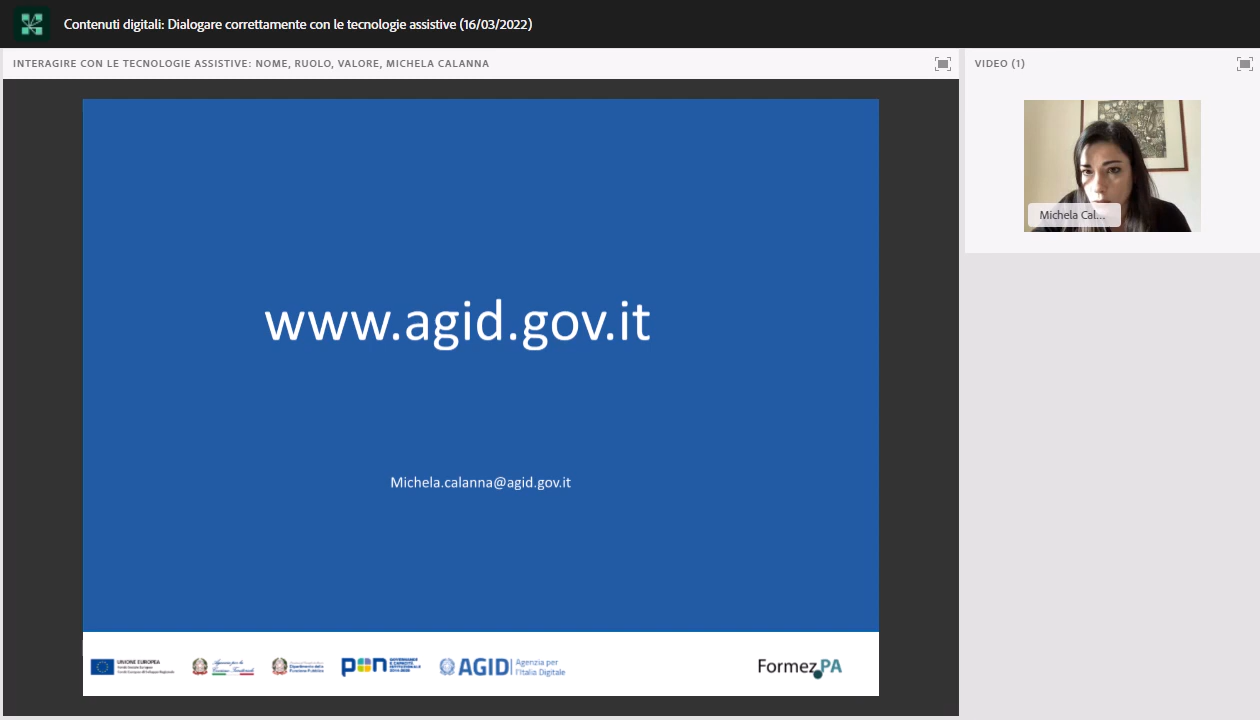 Contenuti digitali: Dialogare correttamente con le tecnologie assistive (16/03/2022)
INTERAGIRE CON LE TECNOLOGIE ASSISTIVE: NOME, RUOLO, VALORE, MICHELA CALANNA
VIDEO (1)
Michela Cal...
www.agid.gov.it
Michela.calanna@agid.gov.it
UNIONE EUROPEA
PON
AGID Agenzia per
l'Italia Digitale
FormezPA